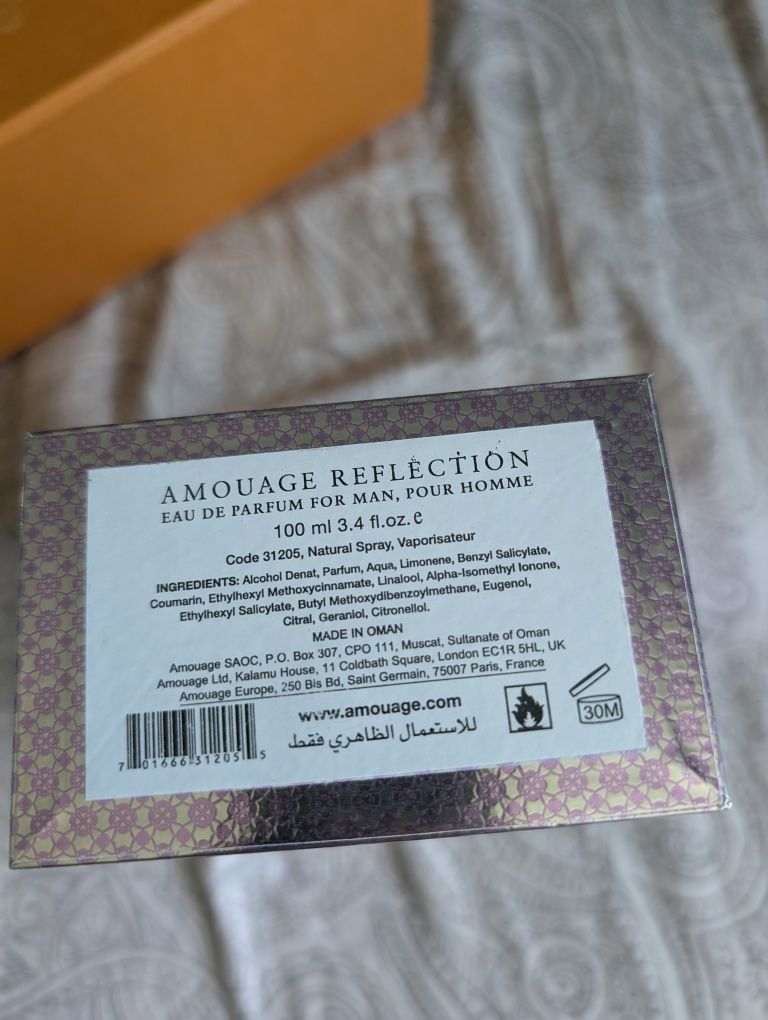 AMOUAGE REFLECTION
EAU DE PARFUM FOR MAN, POUR HOMME
100 ml 3.4 fl.oz. e
Code 31205, Natural Spray, Vaporisateur
INGREDIENTS: Alcohol Denat, Parfum, Aqua, Limonene, Benzyl Salicylate,
Coumarin, Ethylhexyl Methoxycinnamate, Linalool, Alpha-Isomethyl Ionone,
Ethylhexyl Salicylate, Butyl Methoxydibenzoylmethane, Eugenol,
Citral, Geraniol, Citronellol.
MADE IN OMAN
Amouage SAOC, P.O. Box 307, CPO 111, Muscat, Sultanate of Oman
Amouage Ltd, Kalamu House, 11 Coldbath Square, London EC1R 5HL, UK
Amouage Europe, 250 Bis Bd, Saint Germain, 75007 Paris, France
www.amouage.com
للاستعمال الظاهري فقط
7 01666 31205 5
30M